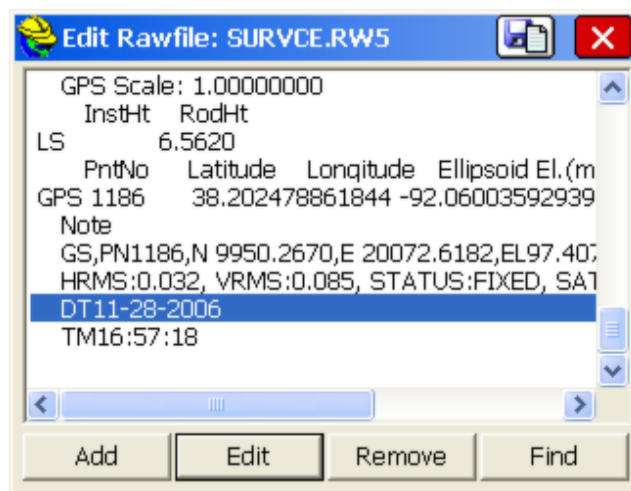 Edit Rawfile: SURVCE.RW5
GPS Scale: 1.00000000
InstHt RodHt
LS 6.5620
PntNo Latitude Longitude Ellipsoid El.(m
GPS 1186 38.202478861844 -92.06003592939
Note
GS,PN1186,N 9950.2670,E 20072.6182,EL97.407
HRMS:0.032, VRMS:0.085, STATUS:FIXED, SAT
DT11-28-2006
TM16:57:18
Add Edit Remove Find